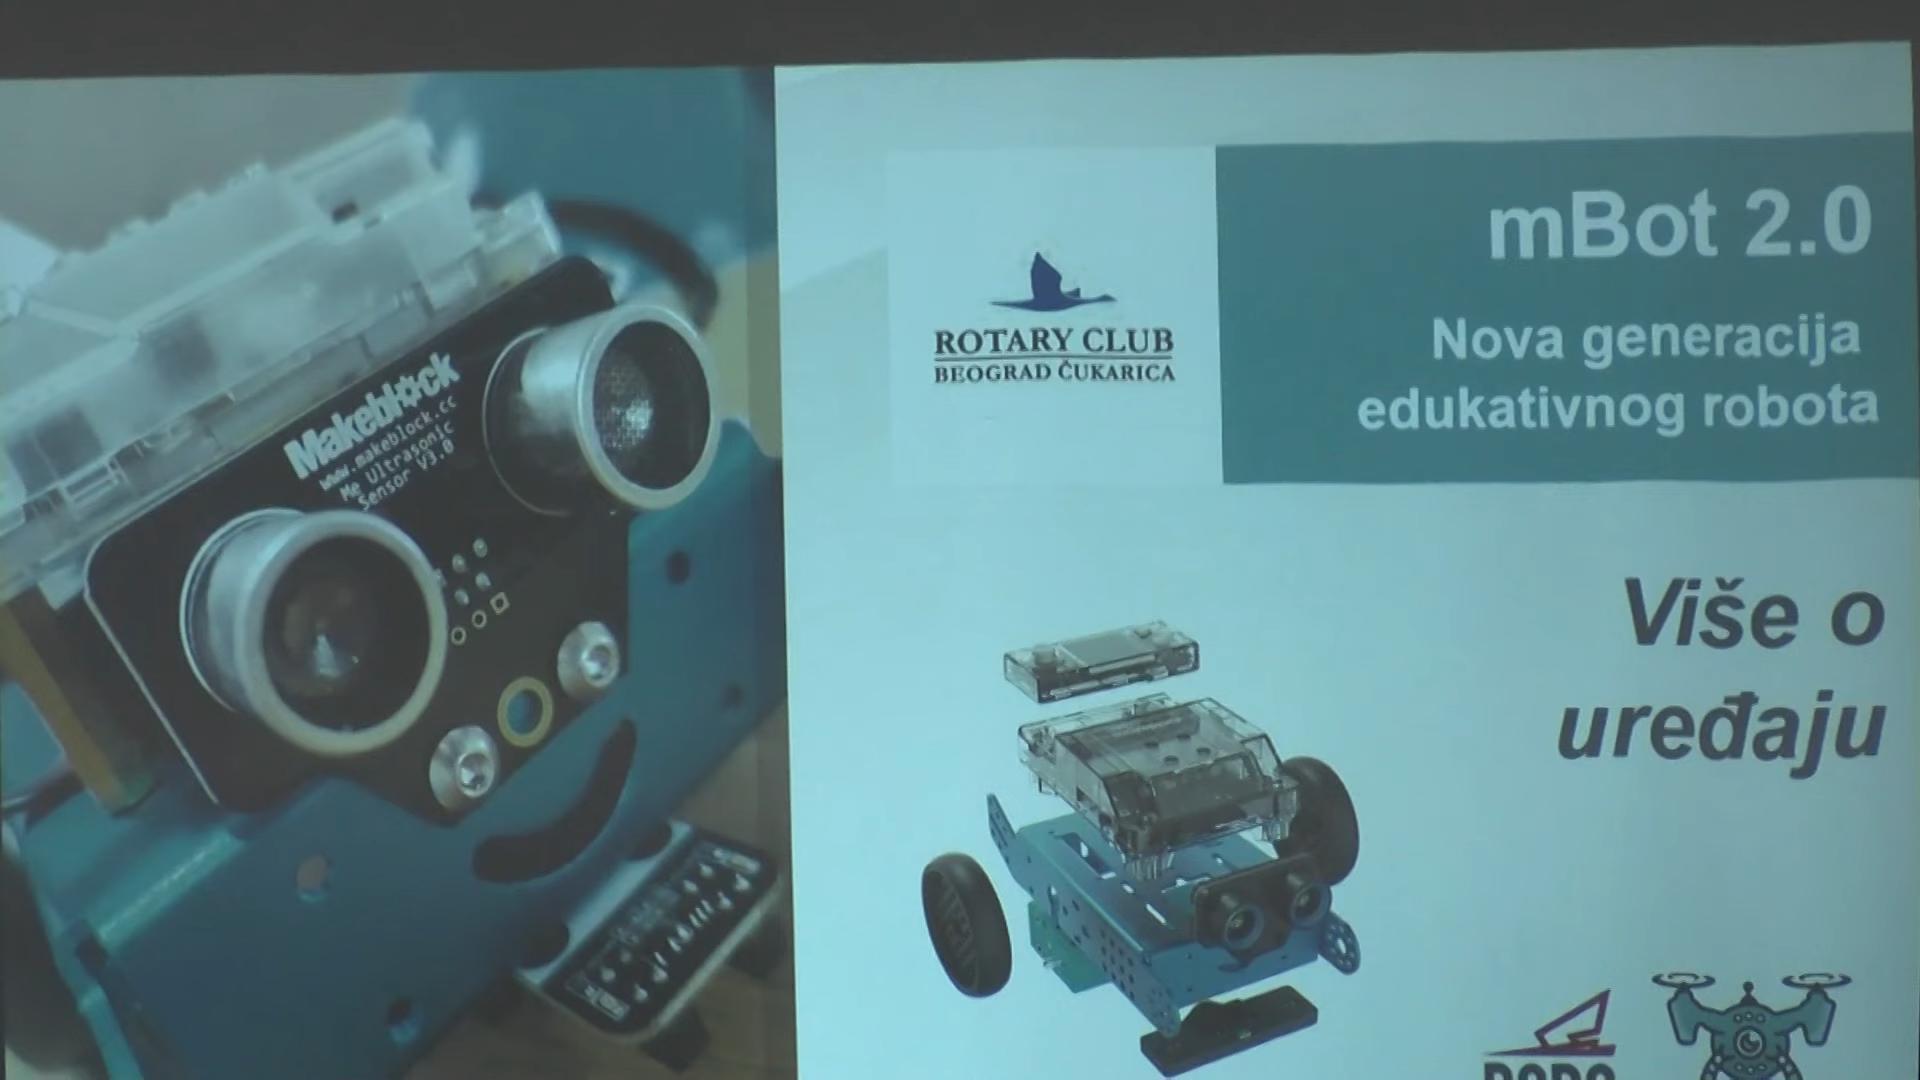 Makeblock
www.makeblock.cc
Me Ultrasonic
Sensor V3.0
ROTARY CLUB
BEOGRAD ČUKARICA
mBot 2.0
Nova generacija
edukativnog robota
Više o
uređaju